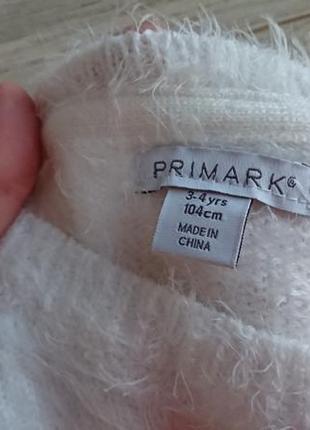 PRIMARK®
3-4 yrs
104cm
MADE IN
CHINA